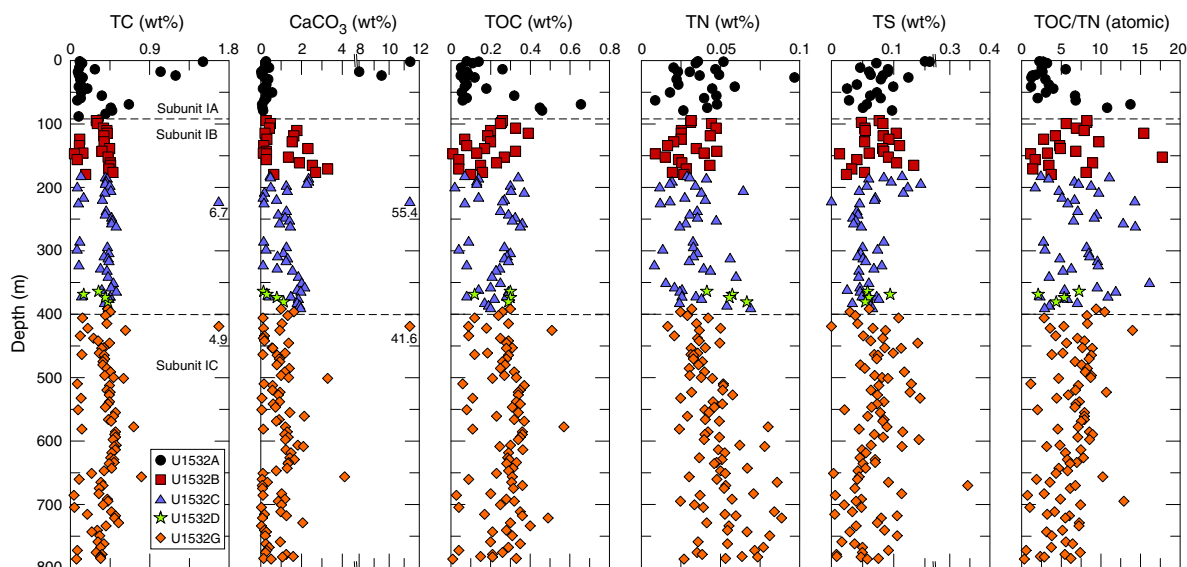 TC (wt%) CaCO3 (wt%) TOC (wt%) TN (wt%) TS (wt%) TOC/TN (atomic)
0 0.9 1.8 0 2 4 8 12 0 0.2 0.4 0.6 0.8 0 0.05 0.1 0 0.1 0.3 0.4 0 5 10 15 20
0
Subunit IA
100
Subunit IB
200
6.7 55.4
300
Depth (m)
400
4.9 41.6
Subunit IC
500
600
U1532A
U1532B
U1532C
U1532D
U1532G
700
800